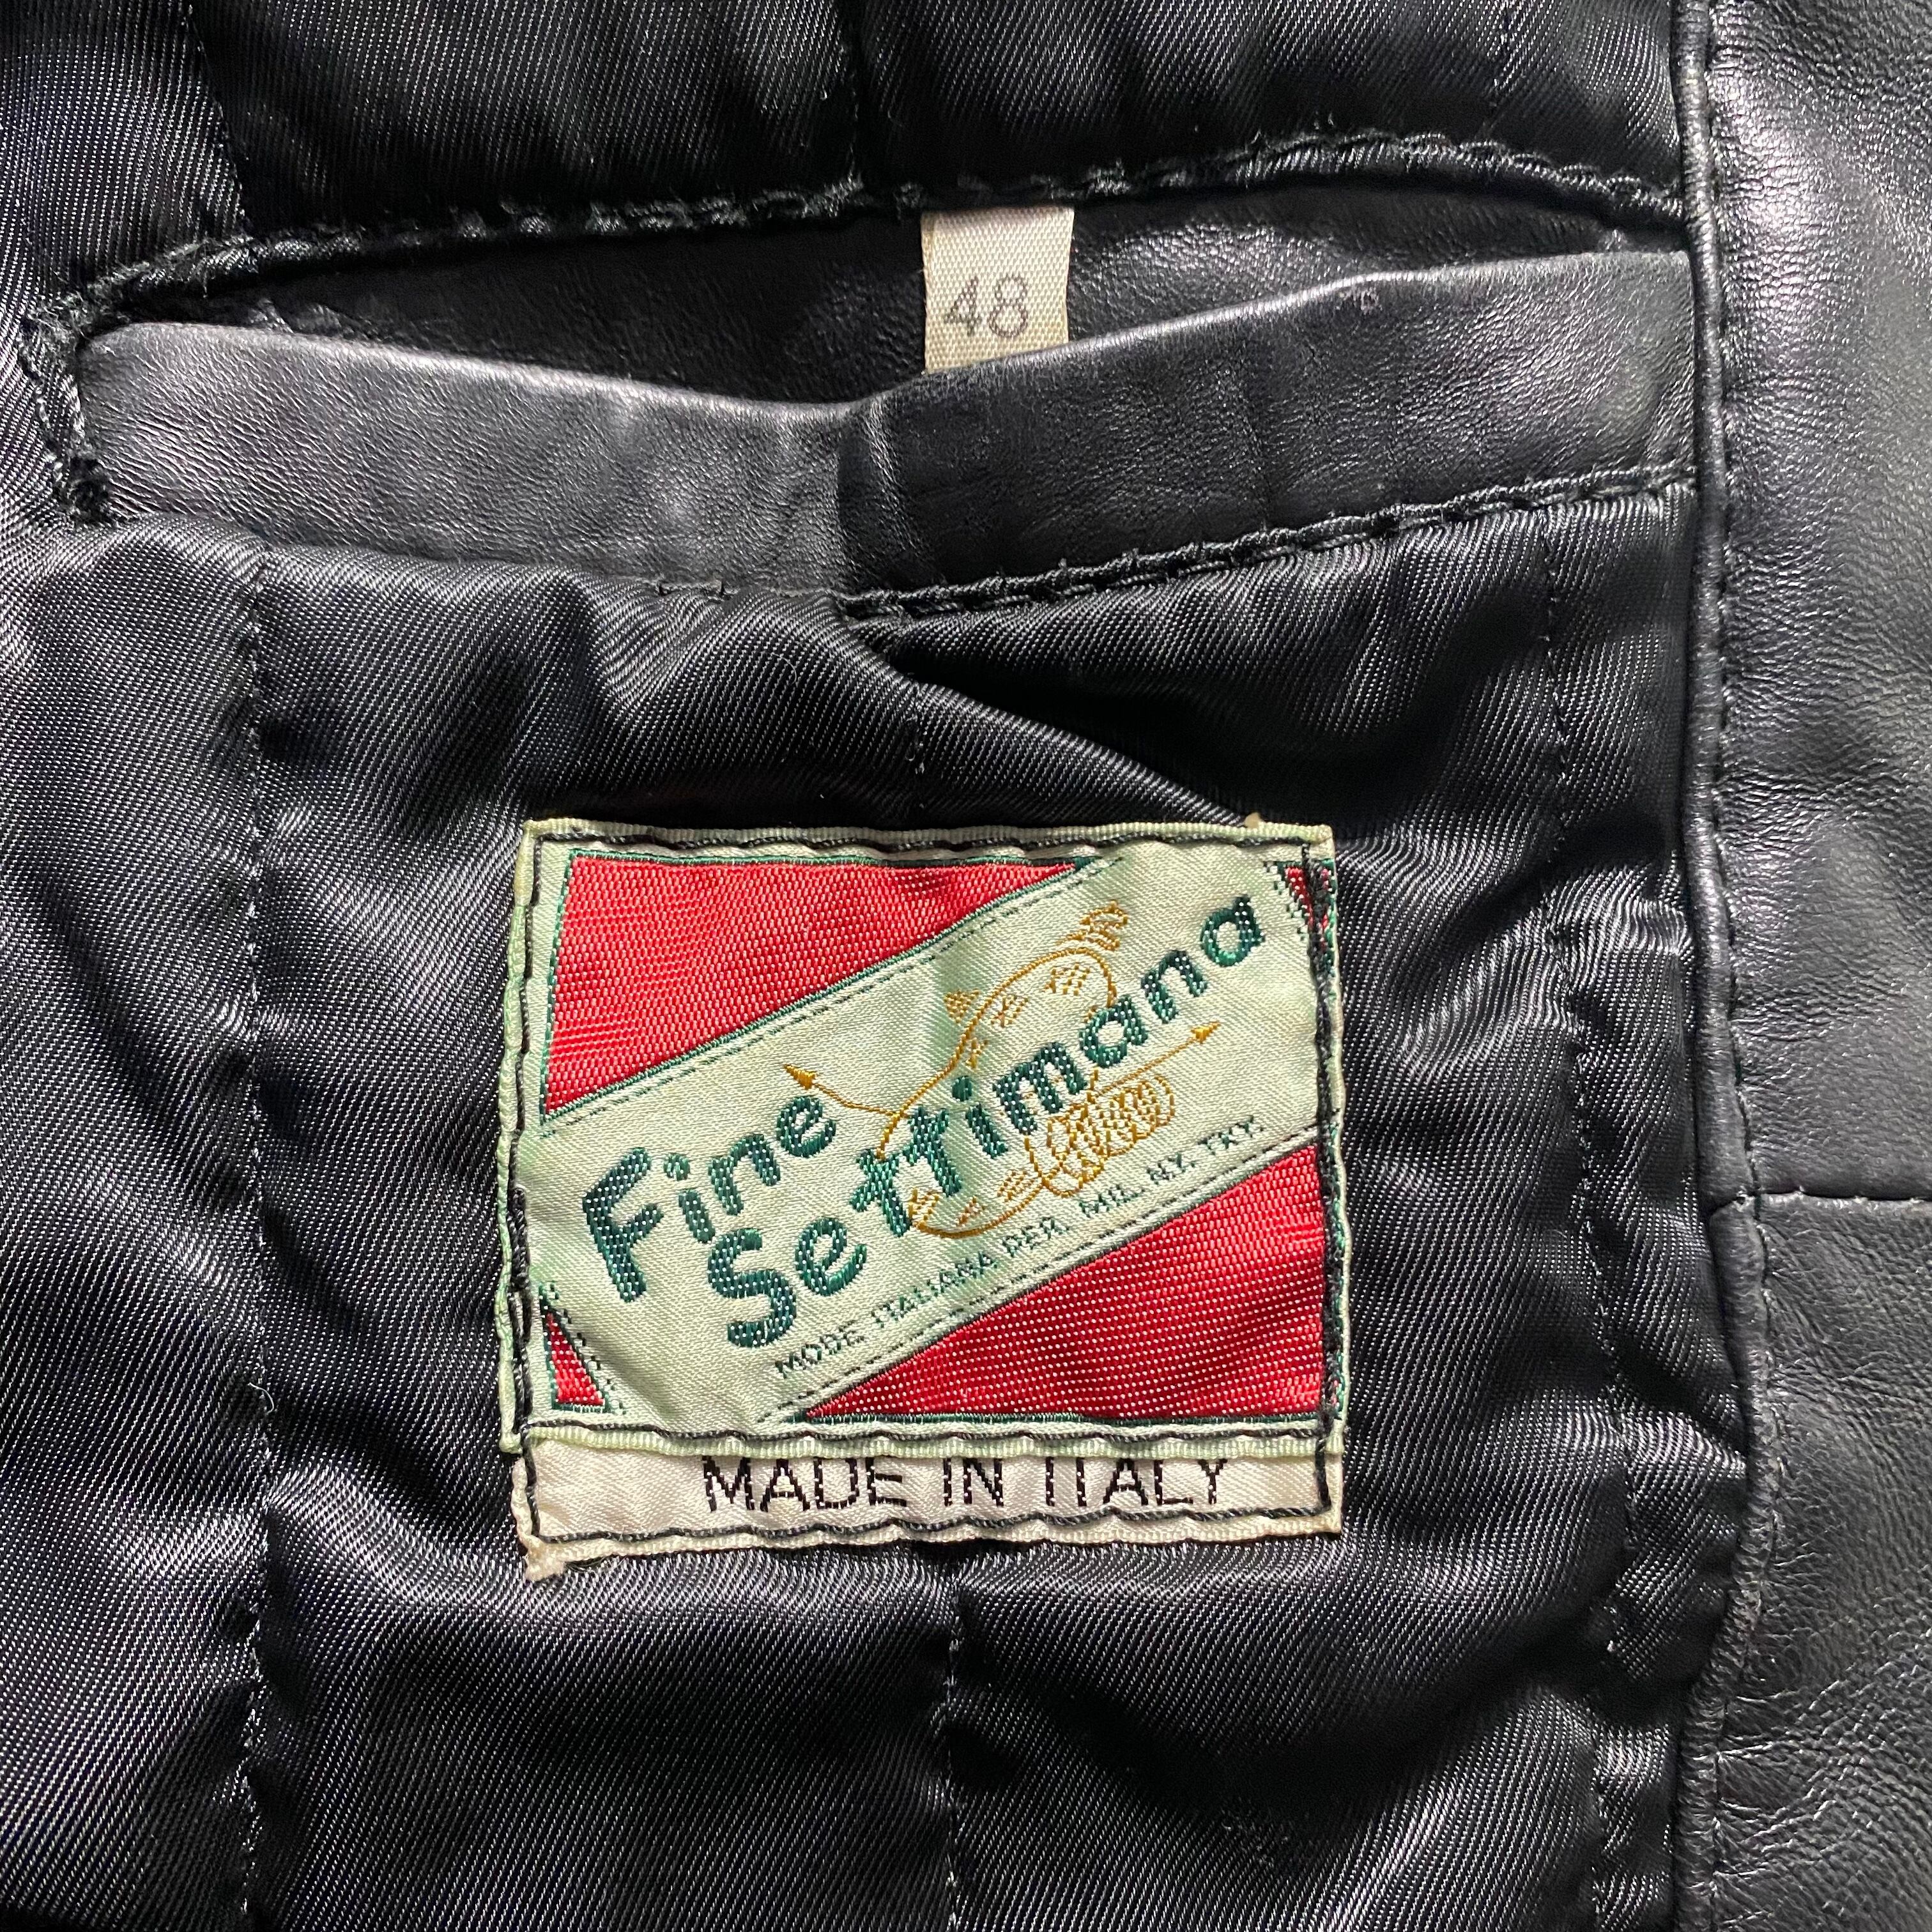 48
Fine
Settimana
MODE ITALIANA PER. MIL. NY. TKY.
MADE IN ITALY